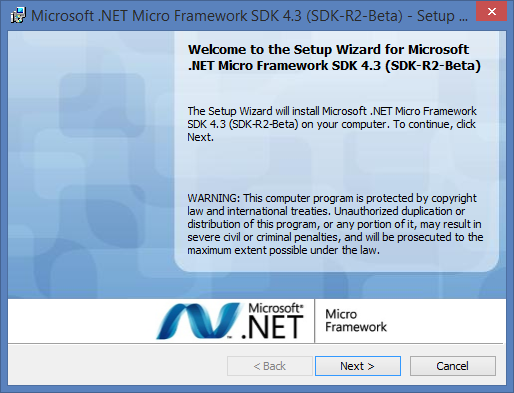 Microsoft .NET Micro Framework SDK 4.3 (SDK-R2-Beta) - Setup ...
Welcome to the Setup Wizard for Microsoft
.NET Micro Framework SDK 4.3 (SDK-R2-Beta)
The Setup Wizard will install Microsoft .NET Micro Framework
SDK 4.3 (SDK-R2-Beta) on your computer. To continue, click
Next.
WARNING: This computer program is protected by copyright
law and international treaties. Unauthorized duplication or
distribution of this program, or any portion of it, may result in
severe civil or criminal penalties, and will be prosecuted to the
maximum extent possible under the law.
Microsoft®
.NET
™
Micro
Framework
< Back
Next >
Cancel